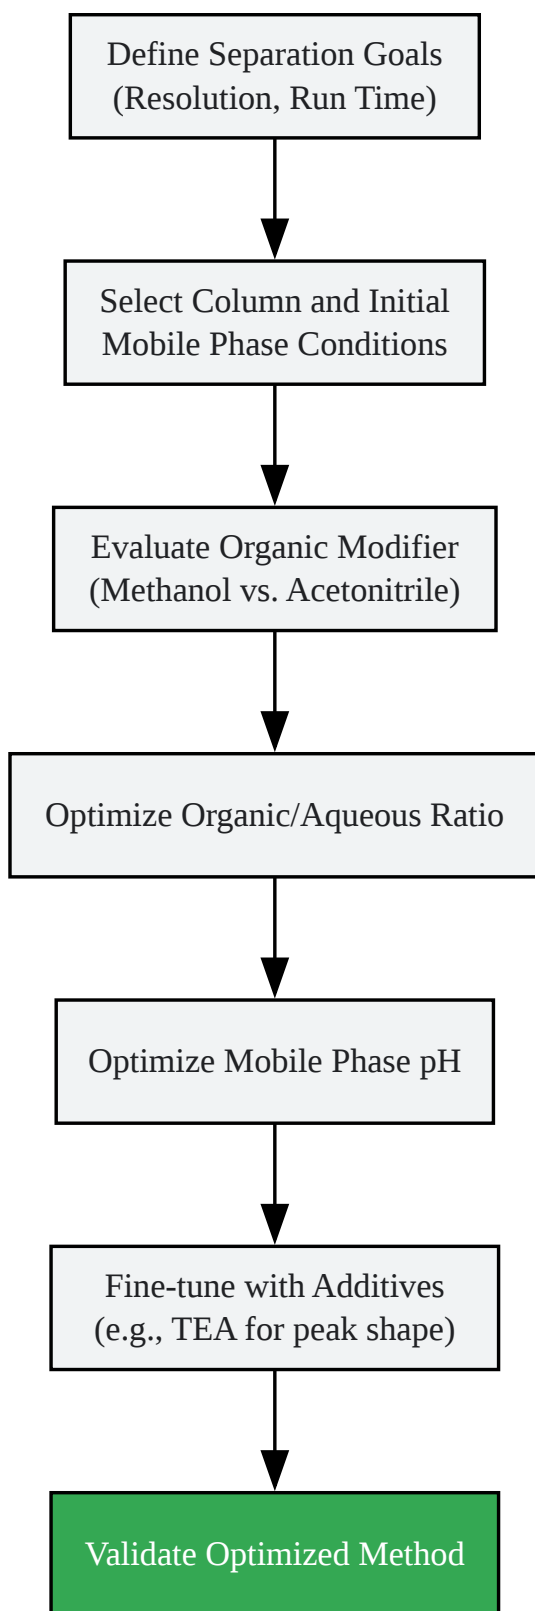 Define Separation Goals
(Resolution, Run Time)
Select Column and Initial
Mobile Phase Conditions
Evaluate Organic Modifier
(Methanol vs. Acetonitrile)
Optimize Organic/Aqueous Ratio
Optimize Mobile Phase pH
Fine-tune with Additives
(e.g., TEA for peak shape)
Validate Optimized Method